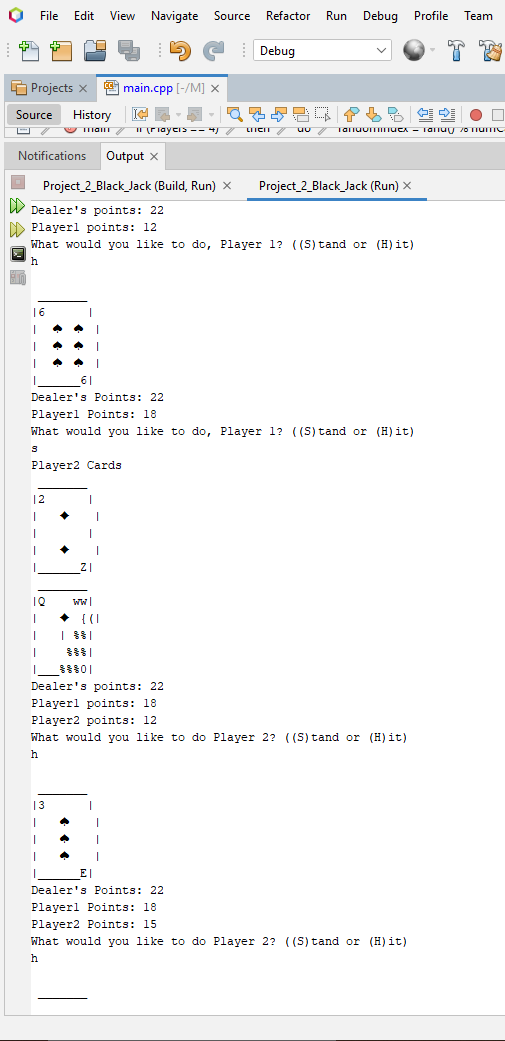 File Edit View Navigate Source Refactor Run Debug Profile Team
Debug
Projects main.cpp [-/M]
Source History
main if (Players == 4) then do randomIndex = rand() % numC
Notifications Output
Project_2_Black_Jack (Build, Run) Project_2_Black_Jack (Run)
Dealer's points: 22
Player1 points: 12
What would you like to do, Player 1? ((S)tand or (H)it)
h
 _______
|6      |
|  ♠ ♠ |
|  ♠ ♠ |
|  ♠ ♠ |
|______6|
Dealer's Points: 22
Player1 Points: 18
What would you like to do, Player 1? ((S)tand or (H)it)
s
Player2 Cards
 _______
|2      |
|   ♦   |
|       |
|   ♦   |
|______Z|
 _______
|Q    ww|
|   ♦ {(|
|   | %%|
|    %%%|
|___%%%O|
Dealer's points: 22
Player1 points: 18
Player2 points: 12
What would you like to do Player 2? ((S)tand or (H)it)
h
 _______
|3      |
|   ♠   |
|   ♠   |
|   ♠   |
|______E|
Dealer's Points: 22
Player1 Points: 18
Player2 Points: 15
What would you like to do Player 2? ((S)tand or (H)it)
h
 _______